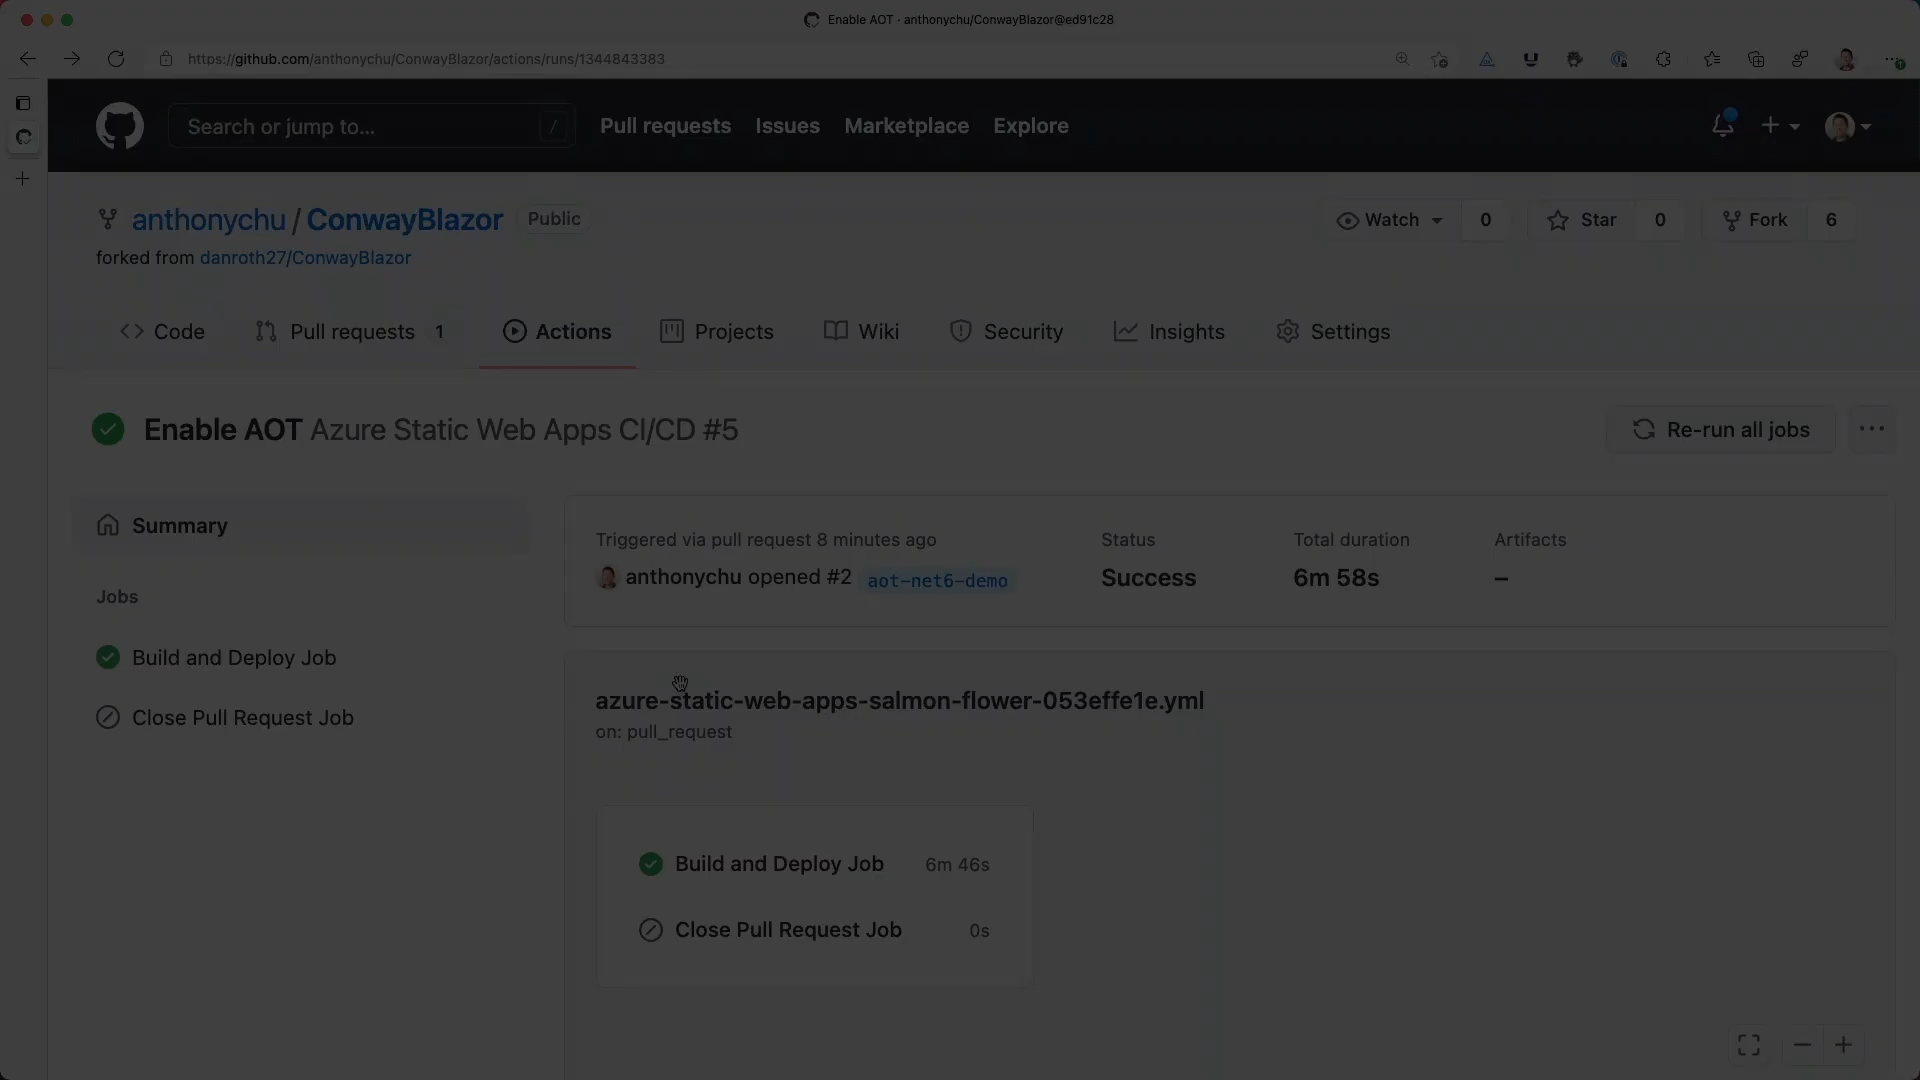 Enable AOT · anthonychu/ConwayBlazor@ed91c28
https://github.com/anthonychu/ConwayBlazor/actions/runs/1344843383
Search or jump to...
/
Pull requests
Issues
Marketplace
Explore
anthonychu / ConwayBlazor
Public
Watch
0
Star
0
Fork
6
forked from danroth27/ConwayBlazor
Code
Pull requests 1
Actions
Projects
Wiki
Security
Insights
Settings
Enable AOT Azure Static Web Apps CI/CD #5
Re-run all jobs
Summary
Jobs
Build and Deploy Job
Close Pull Request Job
Triggered via pull request 8 minutes ago
anthonychu opened #2 aot-net6-demo
Status
Success
Total duration
6m 58s
Artifacts
–
azure-static-web-apps-salmon-flower-053effe1e.yml
on: pull_request
Build and Deploy Job 6m 46s
Close Pull Request Job 0s